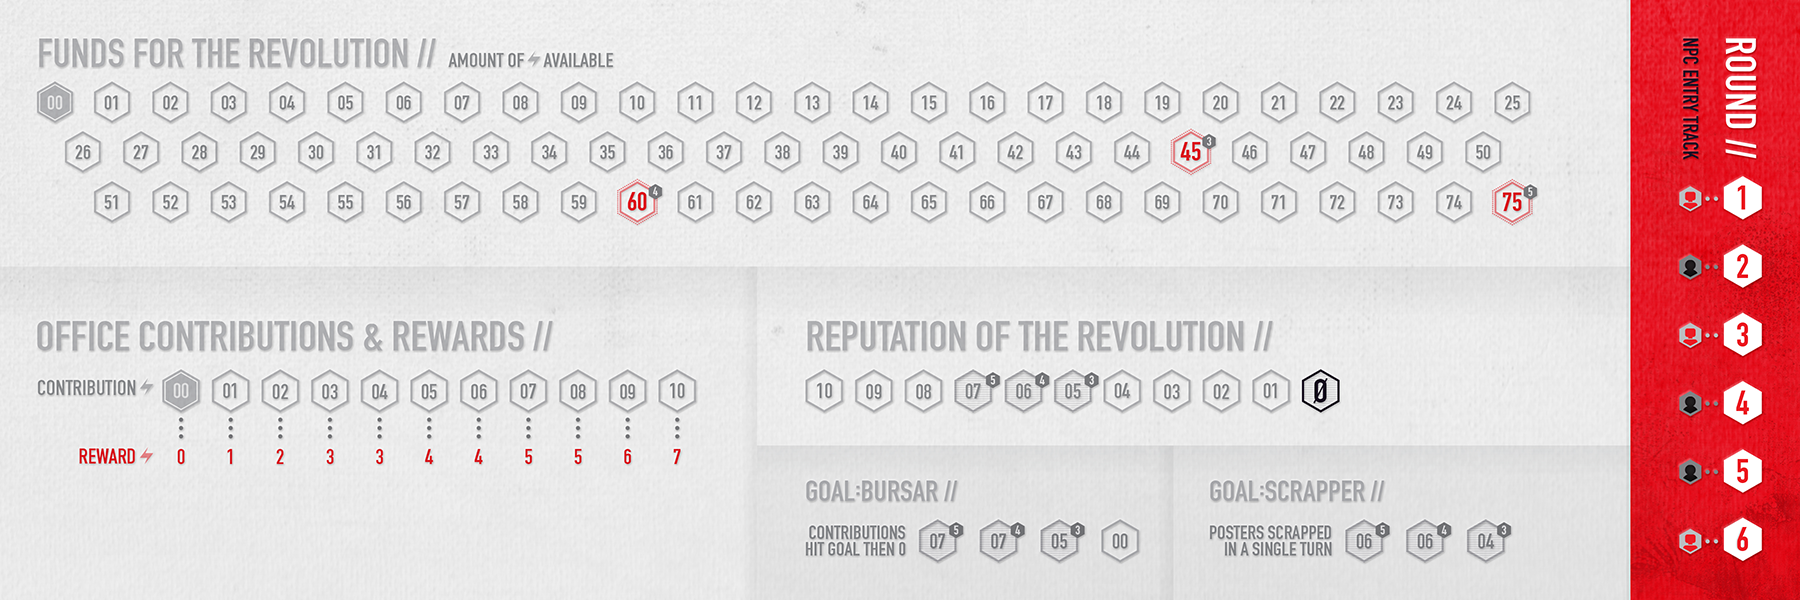 FUNDS FOR THE REVOLUTION // AMOUNT OF AVAILABLE
00 01 02 03 04 05 06 07 08 09 10 11 12 13 14 15 16 17 18 19 20 21 22 23 24 25
26 27 28 29 30 31 32 33 34 35 36 37 38 39 40 41 42 43 44 45 3 46 47 48 49 50
51 52 53 54 55 56 57 58 59 60 4 61 62 63 64 65 66 67 68 69 70 71 72 73 74 75 5
OFFICE CONTRIBUTIONS & REWARDS //
CONTRIBUTION 00 01 02 03 04 05 06 07 08 09 10
REWARD 0 1 2 3 3 4 4 5 5 6 7
REPUTATION OF THE REVOLUTION //
10 09 08 07 5 06 4 05 3 04 03 02 01 0
GOAL:BURSAR //
CONTRIBUTIONS
HIT GOAL THEN 0
07 5 07 4 05 3 00
GOAL:SCRAPPER //
POSTERS SCRAPPED
IN A SINGLE TURN
06 5 06 4 04 3
ROUND //
NPC ENTRY TRACK
1
2
3
4
5
6